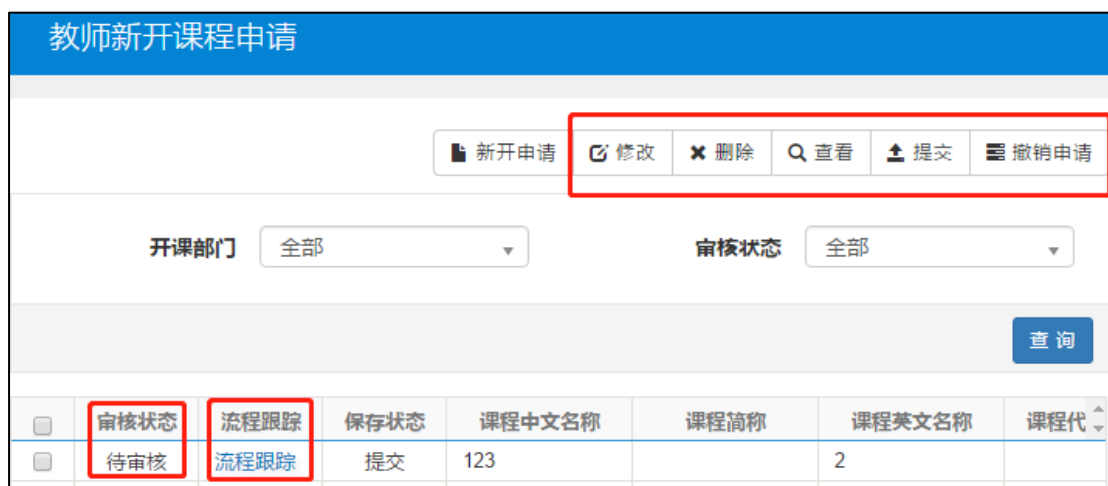 教师新开课程申请
新开申请 修改 删除 查看 提交 撤销申请
开课部门 全部 审核状态 全部
查询
审核状态 流程跟踪 保存状态 课程中文名称 课程简称 课程英文名称 课程代
待审核 流程跟踪 提交 123 2